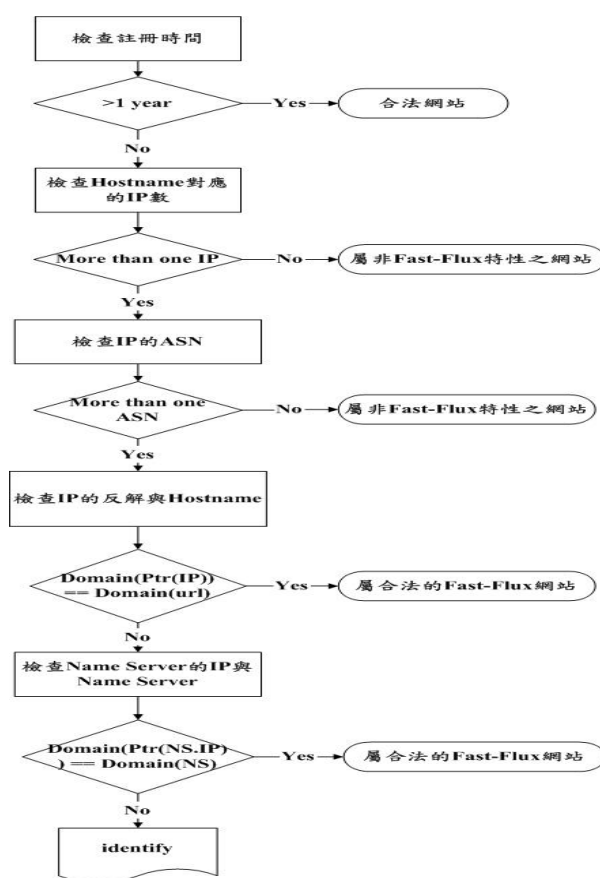 檢查註冊時間
>1 year
Yes
合法網站
No
檢查Hostname對應
的IP數
More than one IP
No
屬非Fast-Flux特性之網站
Yes
檢查IP的ASN
More than one
ASN
No
屬非Fast-Flux特性之網站
Yes
檢查IP的反解與Hostname
Domain(Ptr(IP))
== Domain(url)
Yes
屬合法的Fast-Flux網站
No
檢查Name Server的IP與
Name Server
Domain(Ptr(NS.IP)
) == Domain(NS)
Yes
屬合法的Fast-Flux網站
No
identify